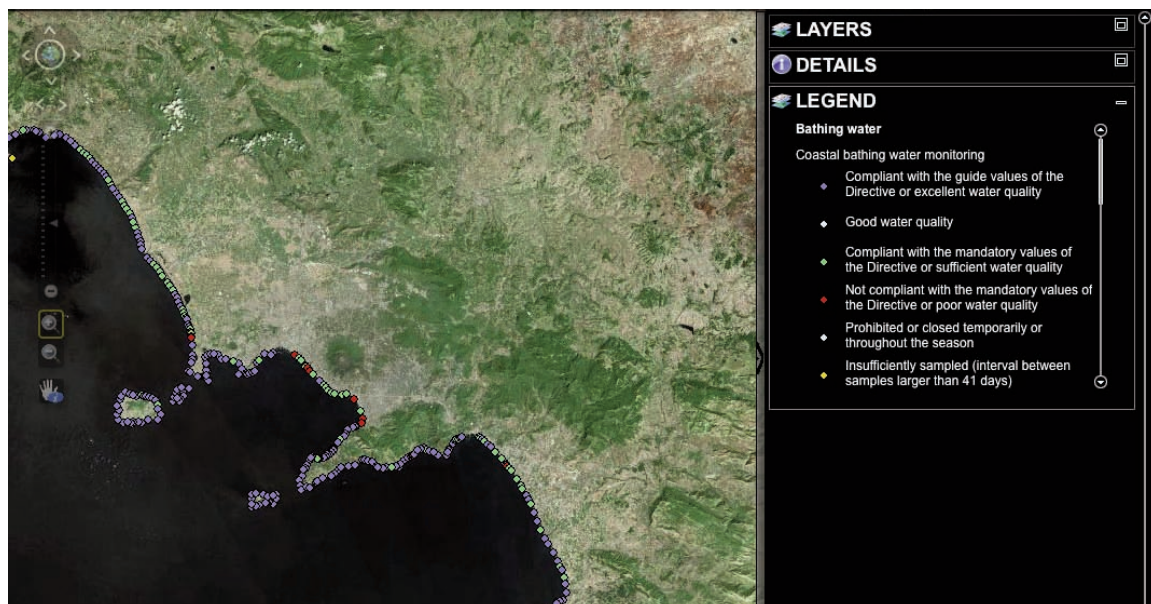 LAYERS
DETAILS
LEGEND
Bathing water
Coastal bathing water monitoring
Compliant with the guide values of the
Directive or excellent water quality
Good water quality
Compliant with the mandatory values of
the Directive or sufficient water quality
Not compliant with the mandatory values of
the Directive or poor water quality
Prohibited or closed temporarily or
throughout the season
Insufficiently sampled (interval between
samples larger than 41 days)